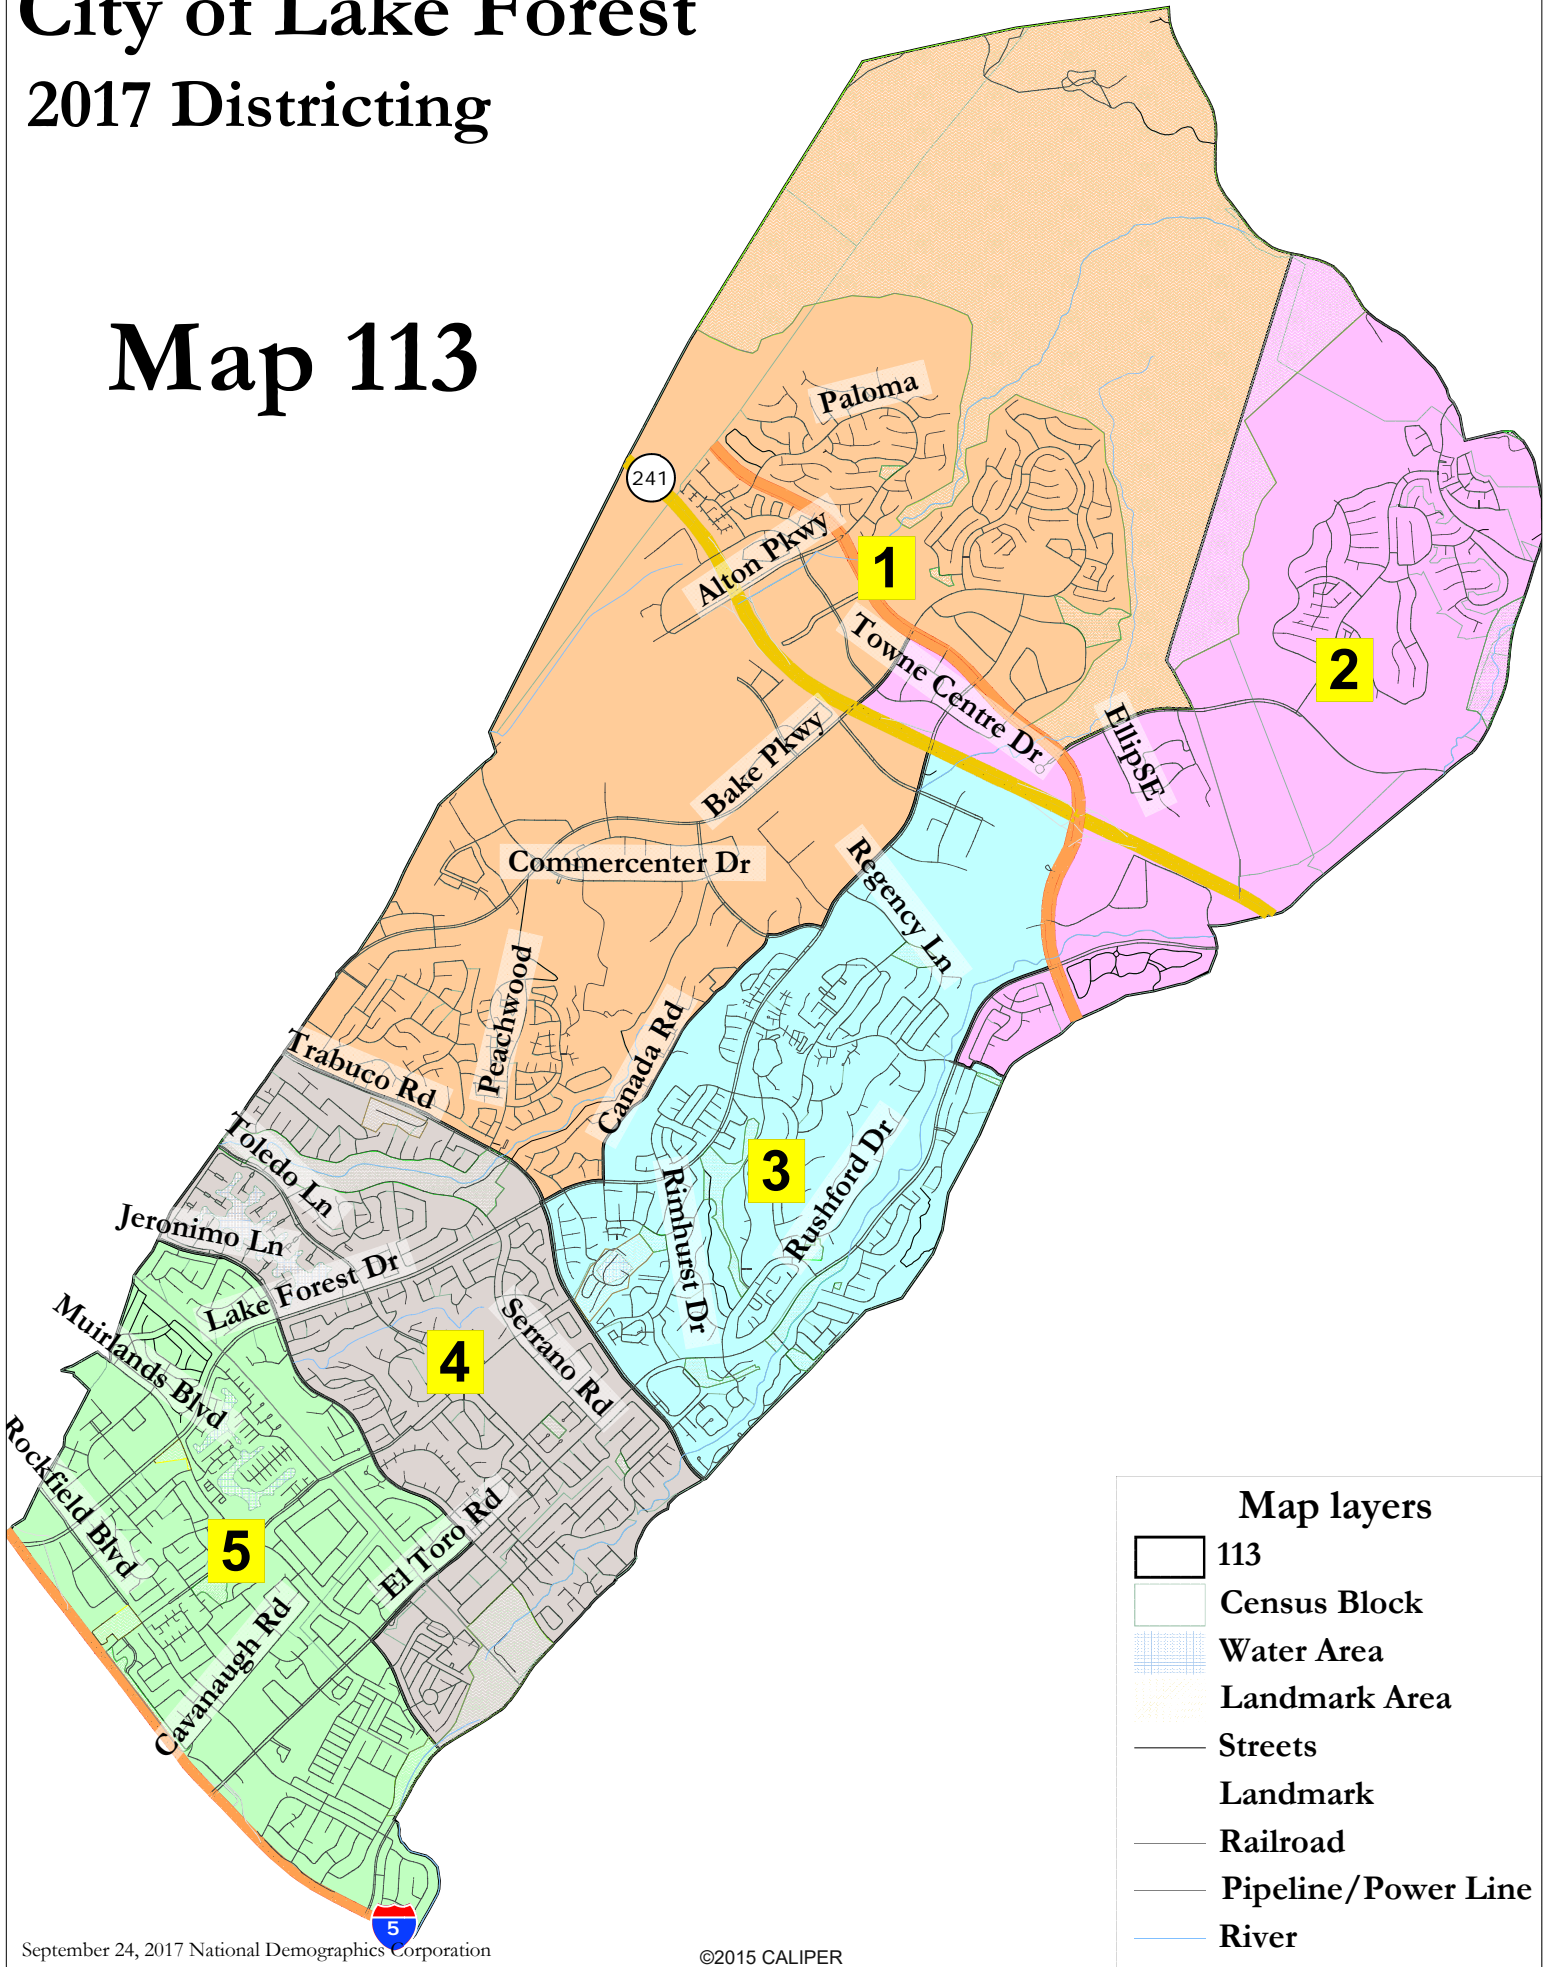 City of Lake Forest
2017 Districting
Map 113
Paloma
241
Alton Pkwy
1
Towne Centre Dr
2
EllipSE
Bake Pkwy
Commercenter Dr
Regency Ln
Peachwood
Canada Rd
Trabuco Rd
Toledo Ln
3
Rimhurst Dr
Rushford Dr
Jeronimo Ln
Lake Forest Dr
Muirlands Blvd
Serrano Rd
4
Rockfield Blvd
El Toro Rd
5
Cavanaugh Rd
Map layers
113
Census Block
Water Area
Landmark Area
Streets
Landmark
Railroad
Pipeline/Power Line
River
5
September 24, 2017 National Demographics Corporation
©2015 CALIPER